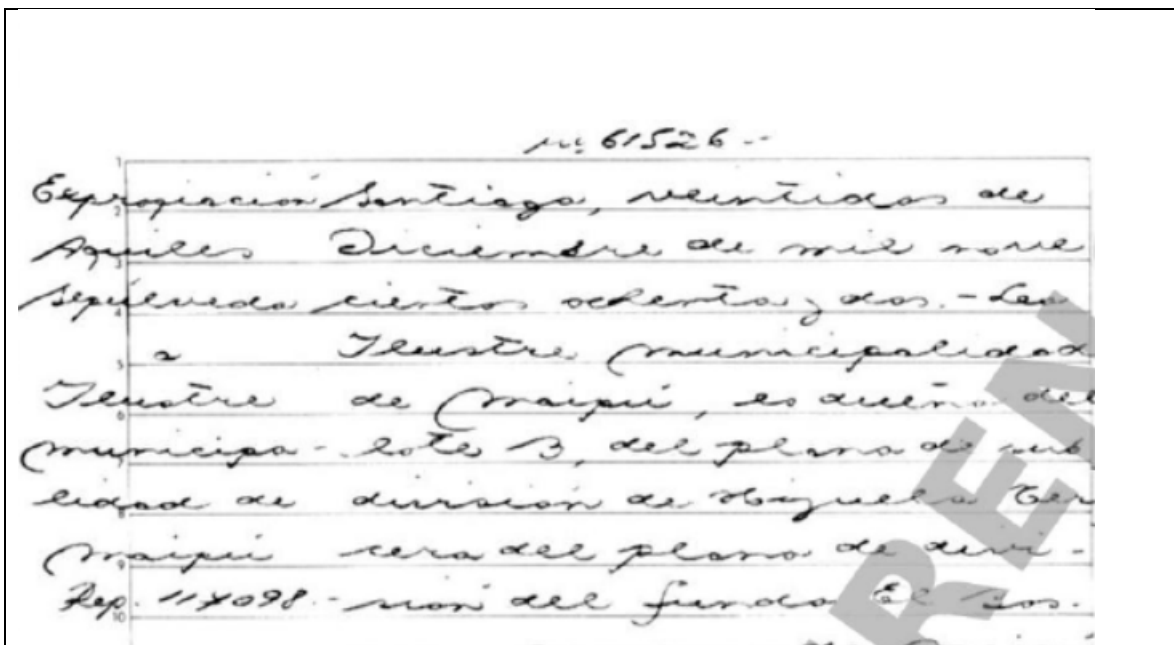 Nº 61526.-
Expropiación Santiago, veintidos de
Aquiles Diciembre de mil nove
Sepúlveda cientos ochenta y dos.- La
a Ilustre Municipalidad
Ilustre de Maipú, es dueña del
Municipa- lote B, del plano de sub
lidad de división de Hijuela Ter
Maipú cera del plano de divi-
Rep. 117098.- sión del fundo El Bos.
REN